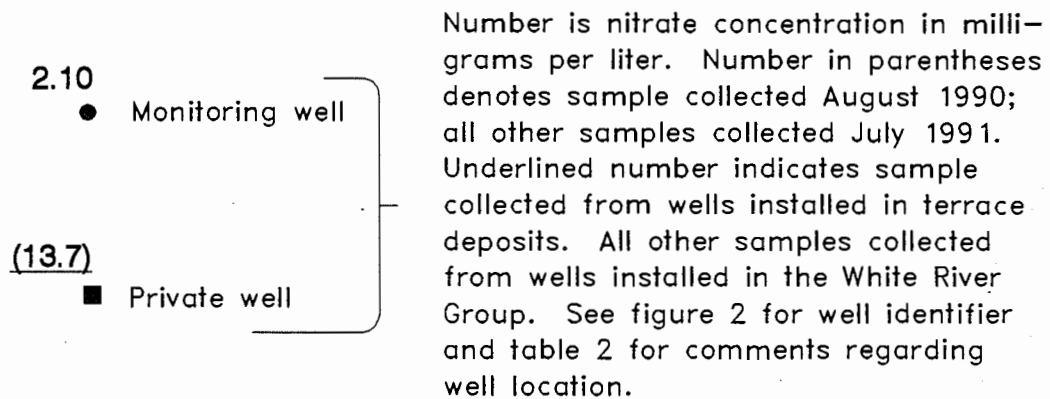 2.10
Monitoring well
(13.7)
Private well
Number is nitrate concentration in milli-
grams per liter. Number in parentheses
denotes sample collected August 1990;
all other samples collected July 1991.
Underlined number indicates sample
collected from wells installed in terrace
deposits. All other samples collected
from wells installed in the White River
Group. See figure 2 for well identifier
and table 2 for comments regarding
well location.